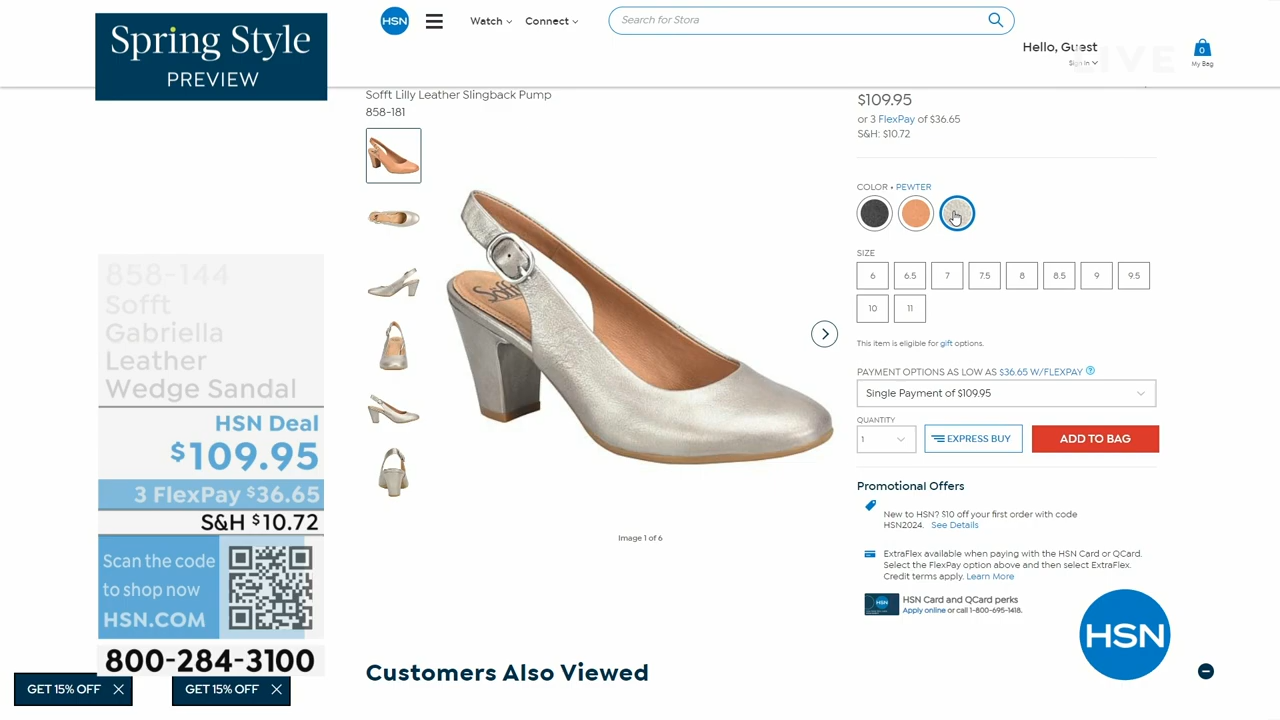 Spring Style
PREVIEW
HSN
Watch
Connect
Search for Stora
Hello, Guest
Sign In
LIVE
0
My Bag
Sofft Lilly Leather Slingback Pump
858-181
$109.95
or 3 FlexPay of $36.65
S&H: $10.72
COLOR • PEWTER
SIZE
6
6.5
7
7.5
8
8.5
9
9.5
10
11
This item is eligible for gift options.
PAYMENT OPTIONS AS LOW AS $36.65 W/FLEXPAY ?
Single Payment of $109.95
QUANTITY
1
EXPRESS BUY
ADD TO BAG
Promotional Offers
New to HSN? $10 off your first order with code
HSN2024. See Details
ExtraFlex available when paying with the HSN Card or QCard.
Select the FlexPay option above and then select ExtraFlex.
Credit terms apply. Learn More
HSN
HSN Card and QCard perks
Apply online or call 1-800-695-1418.
Sofft
Image 1 of 6
858-144
Sofft
Gabriella
Leather
Wedge Sandal
HSN Deal
$109.95
3 FlexPay $36.65
S&H $10.72
Scan the code
to shop now
HSN.COM
800-284-3100
GET 15% OFF
GET 15% OFF
Customers Also Viewed
HSN